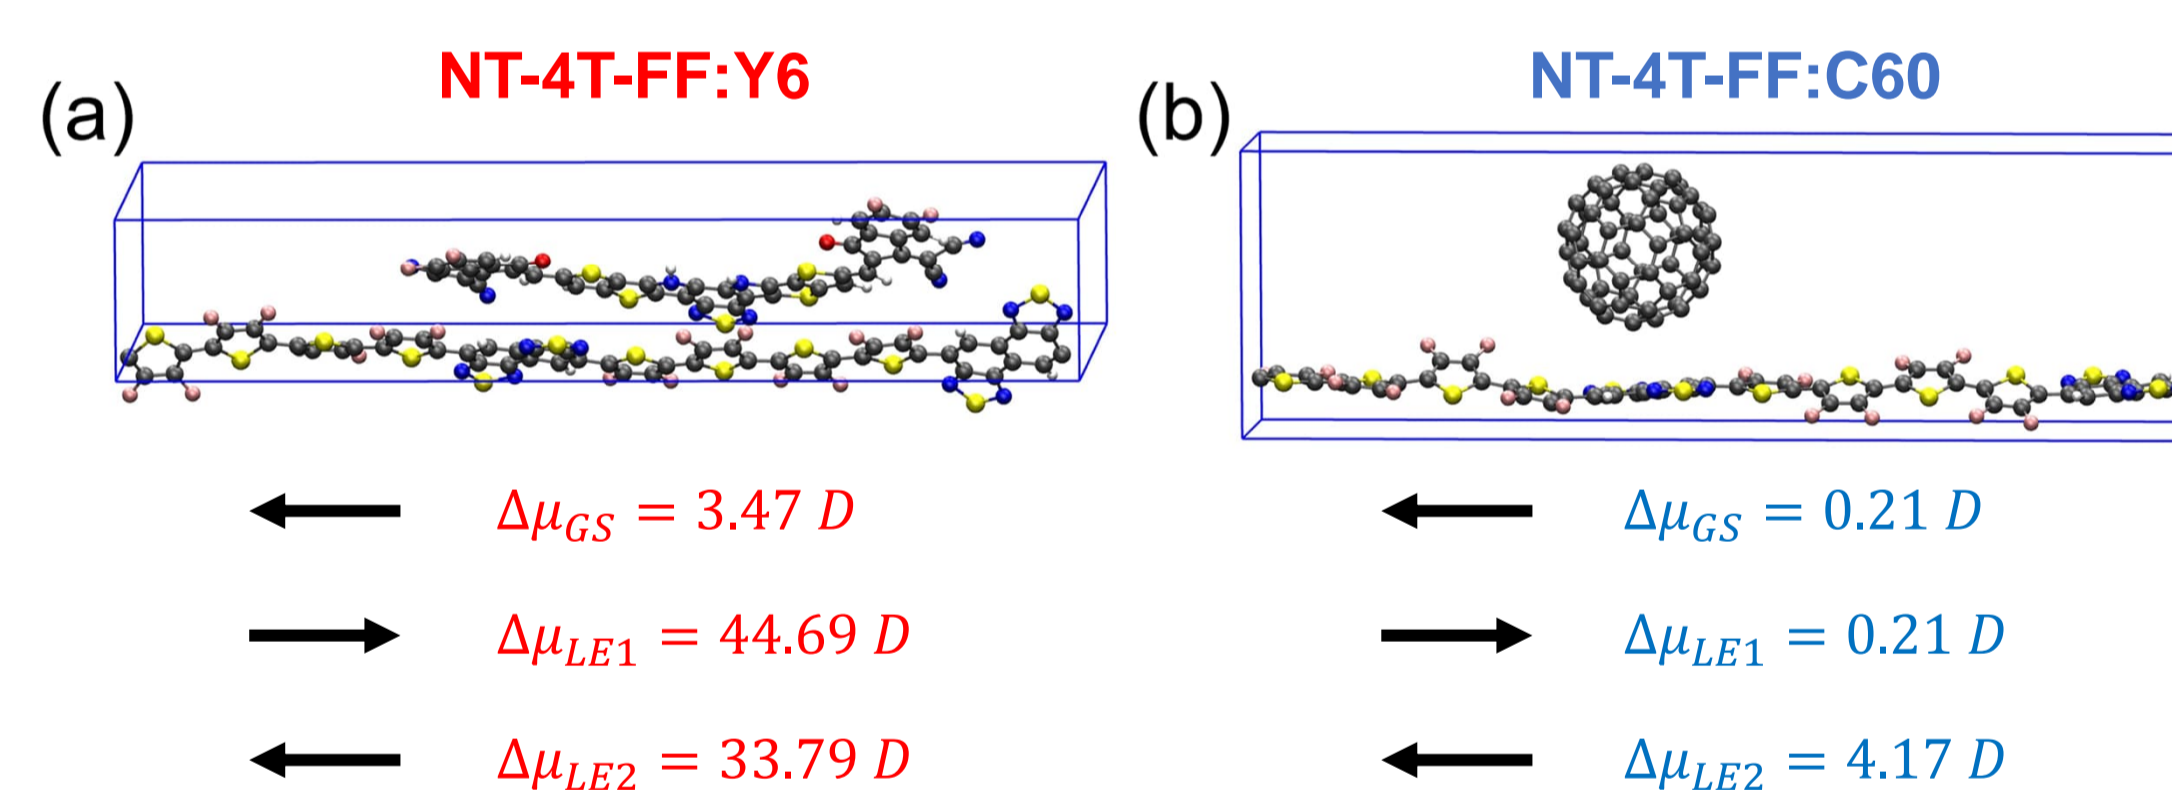 (a)
NT-4T-FF:Y6
Δμ_GS = 3.47 D
Δμ_LE1 = 44.69 D
Δμ_LE2 = 33.79 D
(b)
NT-4T-FF:C60
Δμ_GS = 0.21 D
Δμ_LE1 = 0.21 D
Δμ_LE2 = 4.17 D